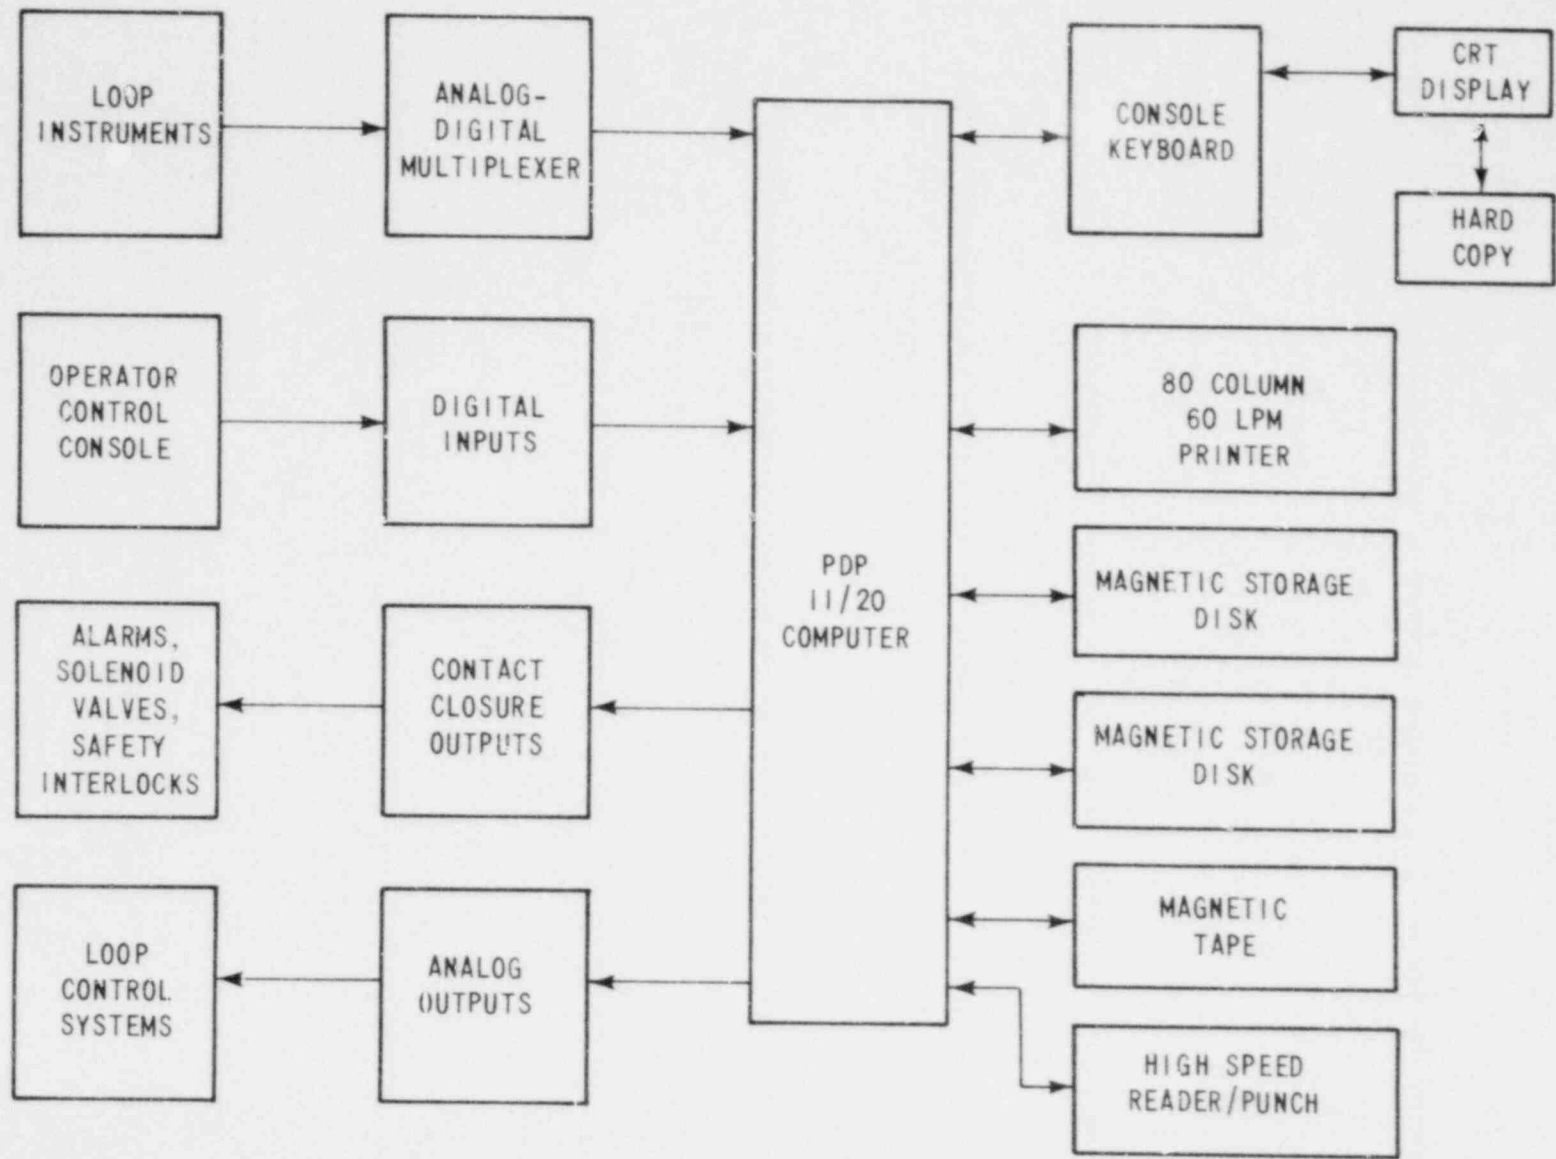 LOOP
INSTRUMENTS
ANALOG-
DIGITAL
MULTIPLEXER
CONSOLE
KEYBOARD
CRT
DISPLAY
HARD
COPY
OPERATOR
CONTROL
CONSOLE
DIGITAL
INPUTS
80 COLUMN
60 LPM
PRINTER
PDP
11/20
COMPUTER
MAGNETIC STORAGE
DISK
ALARMS,
SOLENOID
VALVES,
SAFETY
INTERLOCKS
CONTACT
CLOSURE
OUTPUTS
MAGNETIC STORAGE
DISK
MAGNETIC
TAPE
LOOP
CONTROL
SYSTEMS
ANALOG
OUTPUTS
HIGH SPEED
READER/PUNCH